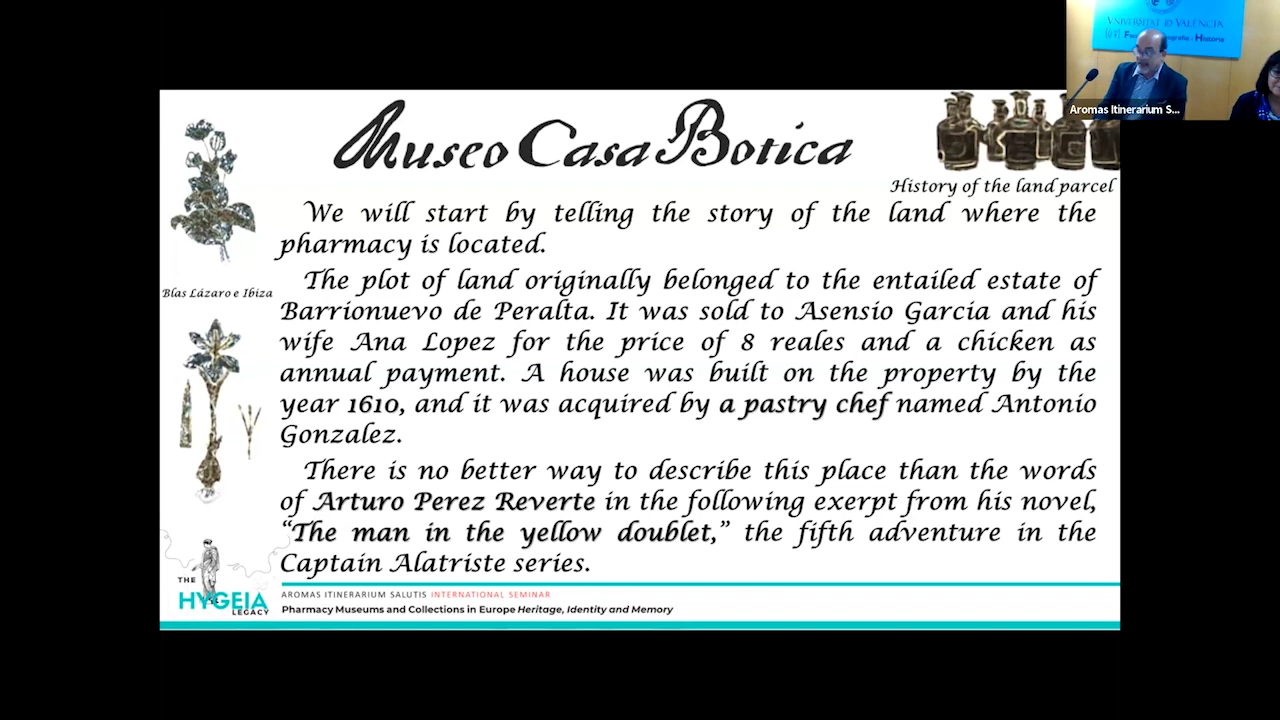 VNIVERSITAT ID VALÈNCIA
Aromas Itinerarium S...
Museo Casa Botica
History of the land parcel
We will start by telling the story of the land where the
pharmacy is located.
The plot of land originally belonged to the entailed estate of
Barrionuevo de Peralta. It was sold to Asensio Garcia and his
wife Ana Lopez for the price of 8 reales and a chicken as
annual payment. A house was built on the property by the
year 1610, and it was acquired by a pastry chef named Antonio
Gonzalez.
There is no better way to describe this place than the words
of Arturo Perez Reverte in the following exerpt from his novel,
“The man in the yellow doublet,” the fifth adventure in the
Captain Alatriste series.
Blas Lázaro e Ibiza
THE
HYGEIA
LEGACY
AROMAS ITINERARIUM SALUTIS INTERNATIONAL SEMINAR
Pharmacy Museums and Collections in Europe Heritage, Identity and Memory